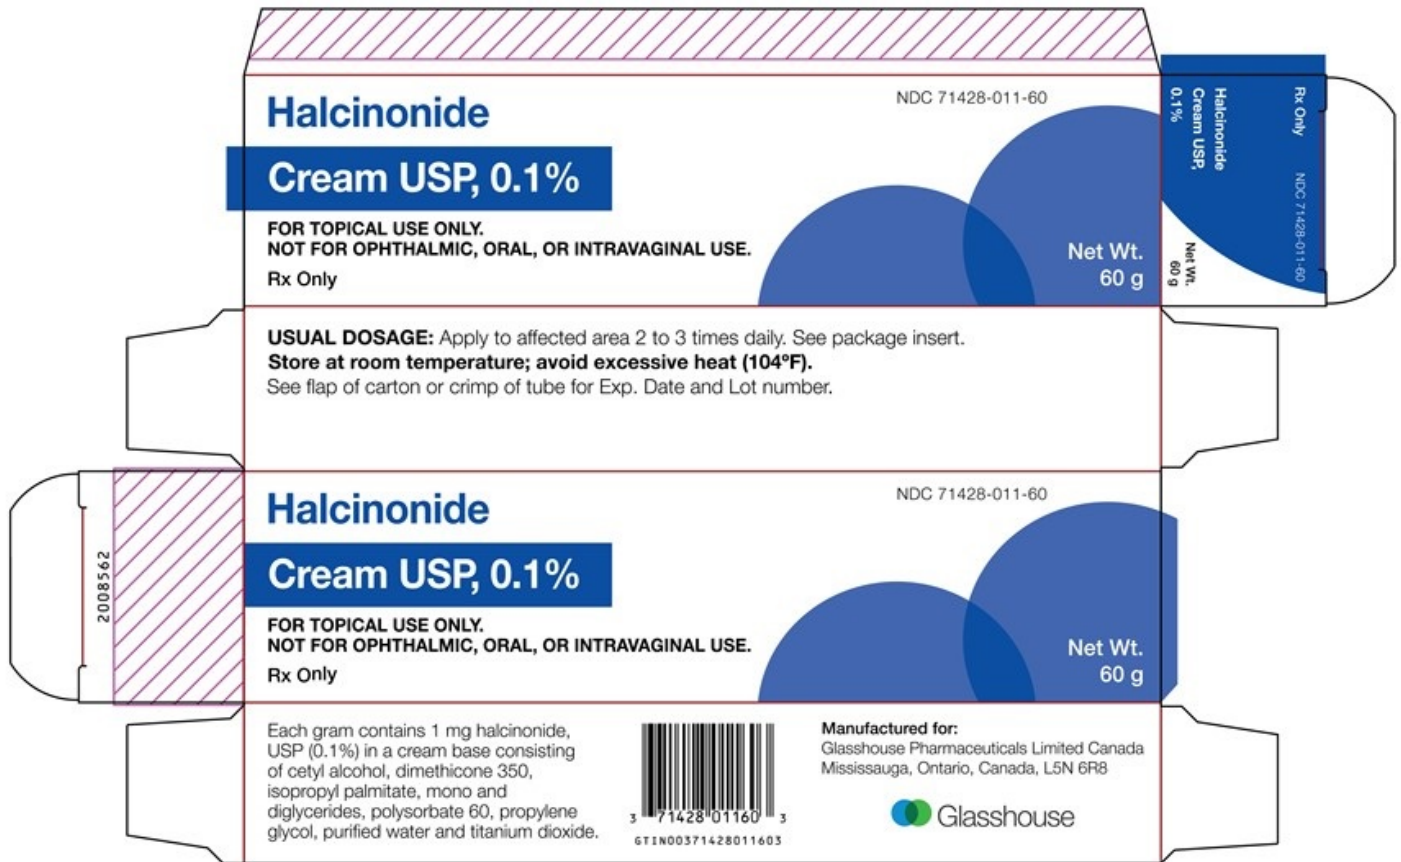 Halcinonide
NDC 71428-011-60
Cream USP, 0.1%
FOR TOPICAL USE ONLY.
NOT FOR OPHTHALMIC, ORAL, OR INTRAVAGINAL USE.
Rx Only
Net Wt.
60 g
Rx Only NDC 71428-011-60
Halcinonide
Cream USP,
0.1%
Net Wt.
60 g
USUAL DOSAGE: Apply to affected area 2 to 3 times daily. See package insert.
Store at room temperature; avoid excessive heat (104ºF).
See flap of carton or crimp of tube for Exp. Date and Lot number.
2008562
Halcinonide
NDC 71428-011-60
Cream USP, 0.1%
FOR TOPICAL USE ONLY.
NOT FOR OPHTHALMIC, ORAL, OR INTRAVAGINAL USE.
Rx Only
Net Wt.
60 g
Each gram contains 1 mg halcinonide,
USP (0.1%) in a cream base consisting
of cetyl alcohol, dimethicone 350,
isopropyl palmitate, mono and
diglycerides, polysorbate 60, propylene
glycol, purified water and titanium dioxide.
3 71428 01160 3
GTIN00371428011603
Manufactured for:
Glasshouse Pharmaceuticals Limited Canada
Mississauga, Ontario, Canada, L5N 6R8
Glasshouse